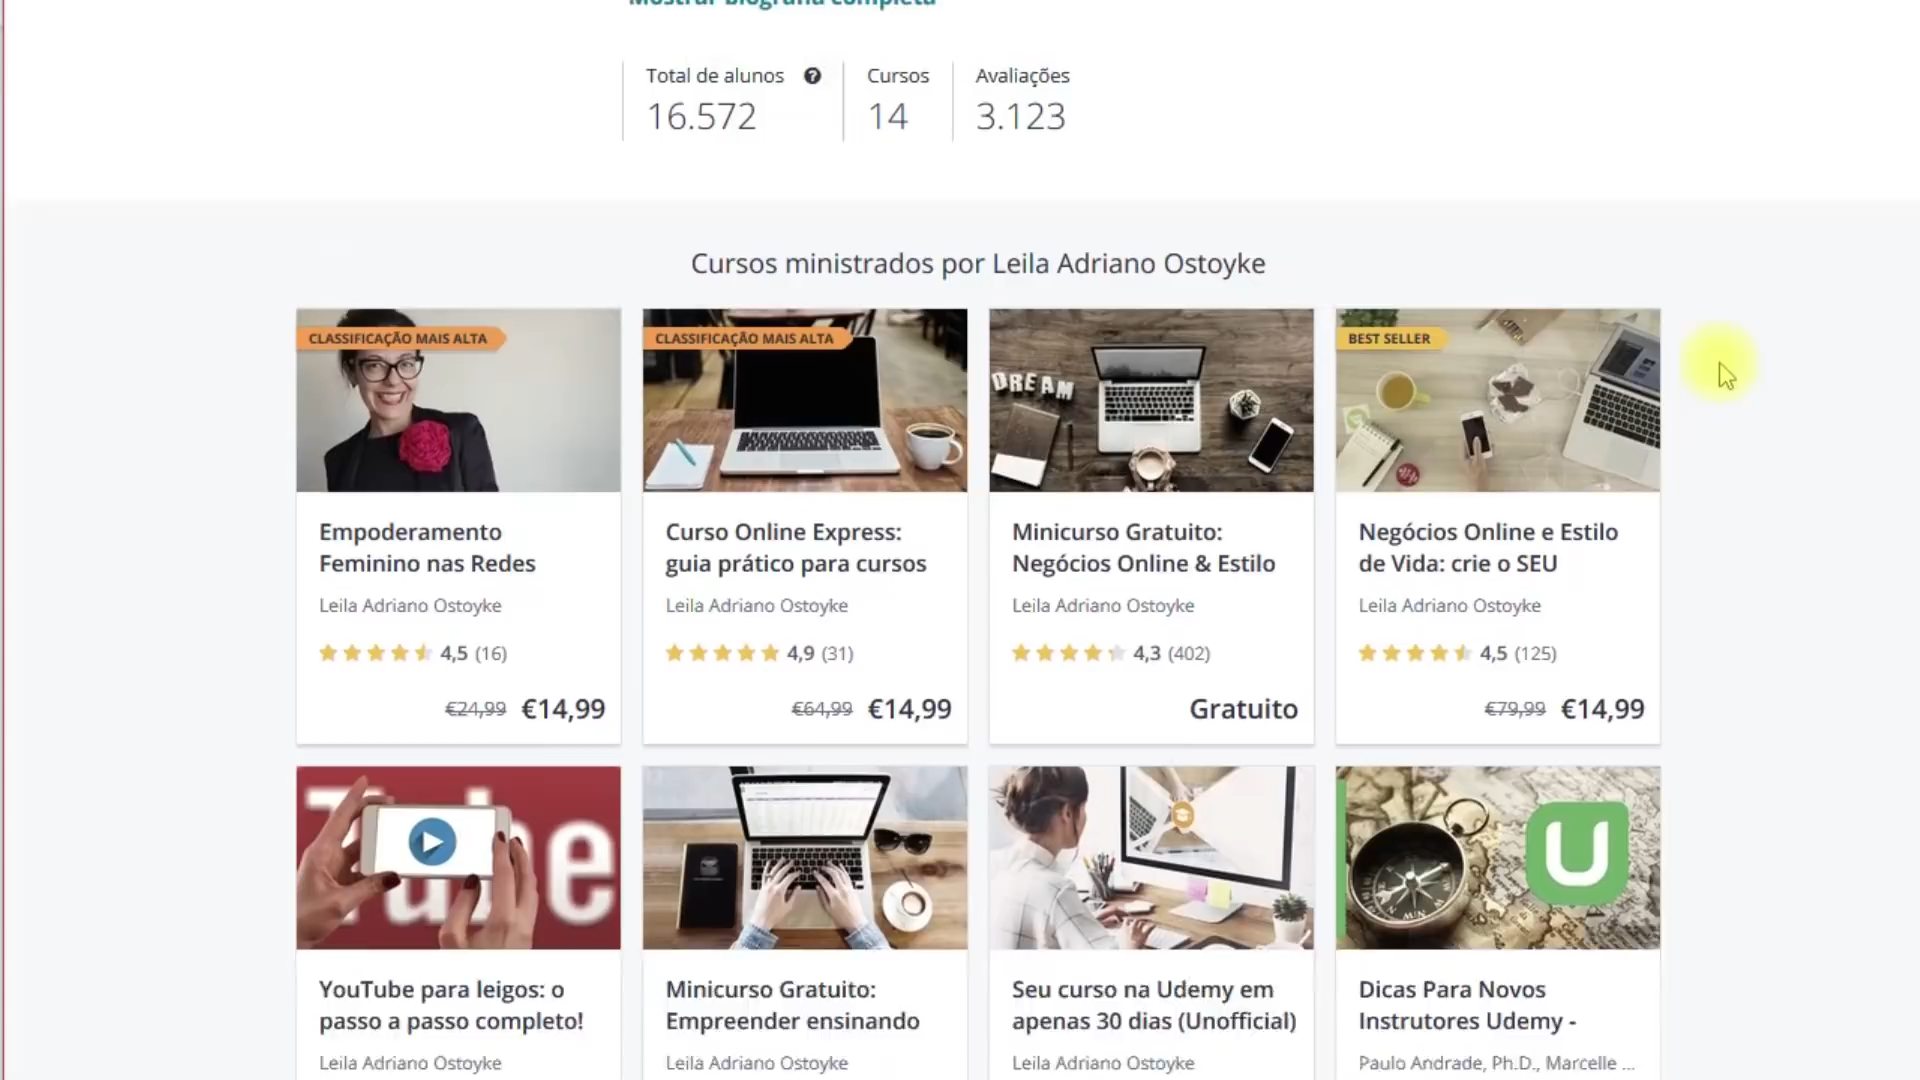 Mostrar biografia completa
Total de alunos
Cursos
Avaliações
16.572
14
3.123
Cursos ministrados por Leila Adriano Ostoyke
CLASSIFICAÇÃO MAIS ALTA
Empoderamento
Feminino nas Redes
Leila Adriano Ostoyke
4,5 (16)
€24,99 €14,99
CLASSIFICAÇÃO MAIS ALTA
Curso Online Express:
guia prático para cursos
Leila Adriano Ostoyke
4,9 (31)
€64,99 €14,99
DREAM
Minicurso Gratuito:
Negócios Online & Estilo
Leila Adriano Ostoyke
4,3 (402)
Gratuito
BEST SELLER
Negócios Online e Estilo
de Vida: crie o SEU
Leila Adriano Ostoyke
4,5 (125)
€79,99 €14,99
Tube
YouTube para leigos: o
passo a passo completo!
Leila Adriano Ostoyke
Minicurso Gratuito:
Empreender ensinando
Leila Adriano Ostoyke
Seu curso na Udemy em
apenas 30 dias (Unofficial)
Leila Adriano Ostoyke
U
Dicas Para Novos
Instrutores Udemy -
Paulo Andrade, Ph.D., Marcelle ...